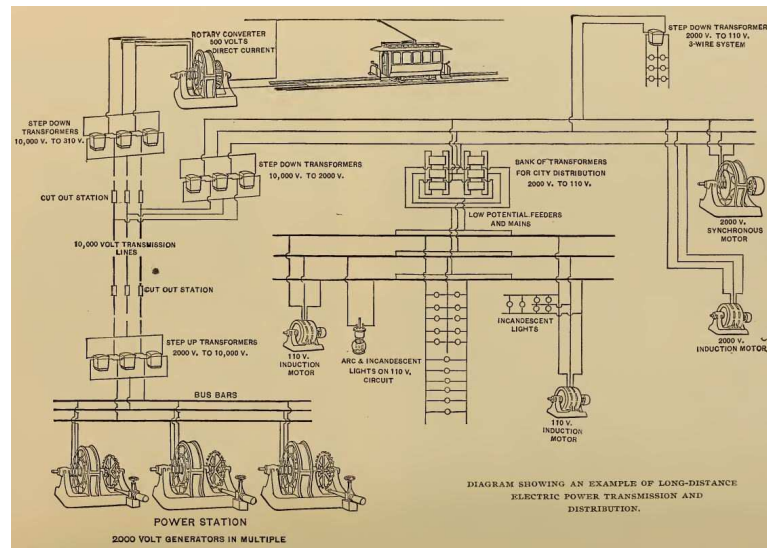 ROTARY CONVERTER
500 VOLTS
DIRECT CURRENT
STEP DOWN TRANSFORMER
2000 V. TO 110 V.
3-WIRE SYSTEM
STEP DOWN
TRANSFORMERS
10,000 V. TO 310 V.
STEP DOWN TRANSFORMERS
10,000 V. TO 2000 V.
BANK OF TRANSFORMERS
FOR CITY DISTRIBUTION
2000 V. TO 110 V.
CUT OUT STATION
LOW POTENTIAL FEEDERS
AND MAINS
2000 V.
SYNCHRONOUS
MOTOR
10,000 VOLT TRANSMISSION
LINES
CUT OUT STATION
INCANDESCENT
LIGHTS
STEP UP TRANSFORMERS
2000 V. TO 10,000 V.
110 V.
INDUCTION
MOTOR
ARC & INCANDESCENT
LIGHTS ON 110 V.
CIRCUIT
2000 V.
INDUCTION MOTOR
BUS BARS
110 V.
INDUCTION
MOTOR
POWER STATION
2000 VOLT GENERATORS IN MULTIPLE
DIAGRAM SHOWING AN EXAMPLE OF LONG-DISTANCE
ELECTRIC POWER TRANSMISSION AND
DISTRIBUTION.